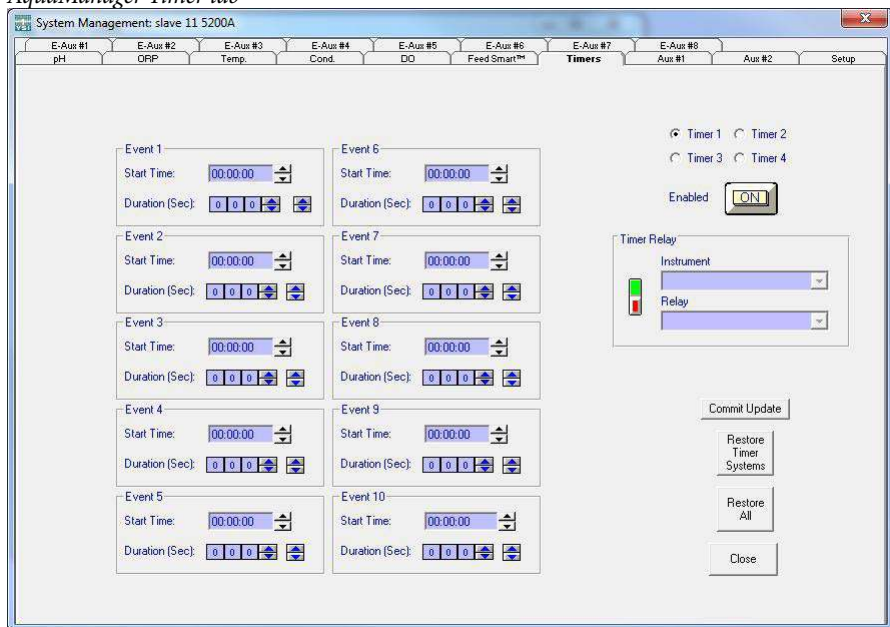 AquaManager Timer tab
YSI System Management: slave 11 5200A
E-Aux #1 E-Aux #2 E-Aux #3 E-Aux #4 E-Aux #5 E-Aux #6 E-Aux #7 E-Aux #8
pH ORP Temp. Cond. DO Feed Smart™ Timers Aux #1 Aux #2 Setup
Timer 1 Timer 2
Timer 3 Timer 4
Enabled ON
Event 1 Event 6
Start Time: 00:00:00 Start Time: 00:00:00
Duration (Sec): 0 0 0 Duration (Sec): 0 0 0
Event 2 Event 7
Start Time: 00:00:00 Start Time: 00:00:00
Duration (Sec): 0 0 0 Duration (Sec): 0 0 0
Event 3 Event 8
Start Time: 00:00:00 Start Time: 00:00:00
Duration (Sec): 0 0 0 Duration (Sec): 0 0 0
Event 4 Event 9
Start Time: 00:00:00 Start Time: 00:00:00
Duration (Sec): 0 0 0 Duration (Sec): 0 0 0
Event 5 Event 10
Start Time: 00:00:00 Start Time: 00:00:00
Duration (Sec): 0 0 0 Duration (Sec): 0 0 0
Timer Relay
Instrument
Relay
Commit Update
Restore
Timer
Systems
Restore
All
Close